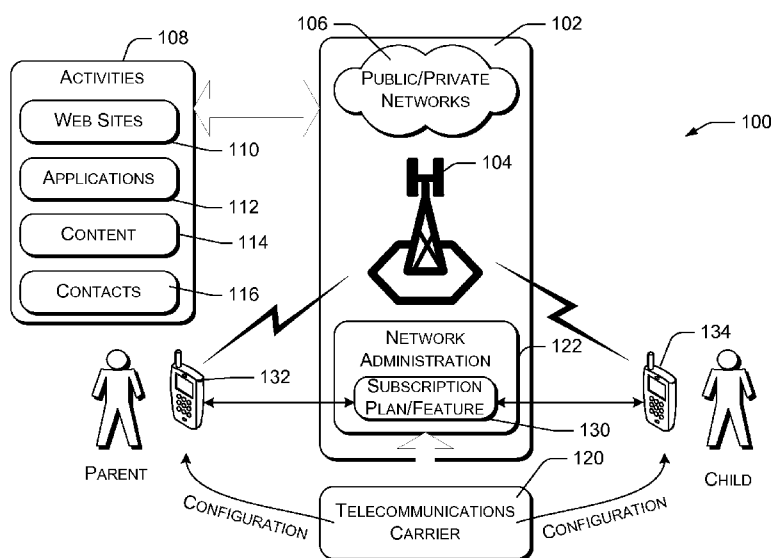 106
102
108
ACTIVITIES
PUBLIC/PRIVATE
NETWORKS
WEB SITES
110
100
104
APPLICATIONS
112
CONTENT
114
CONTACTS
116
NETWORK
ADMINISTRATION
122
134
132
SUBSCRIPTION
PLAN/FEATURE
130
PARENT
120
CHILD
CONFIGURATION
TELECOMMUNICATIONS
CARRIER
CONFIGURATION